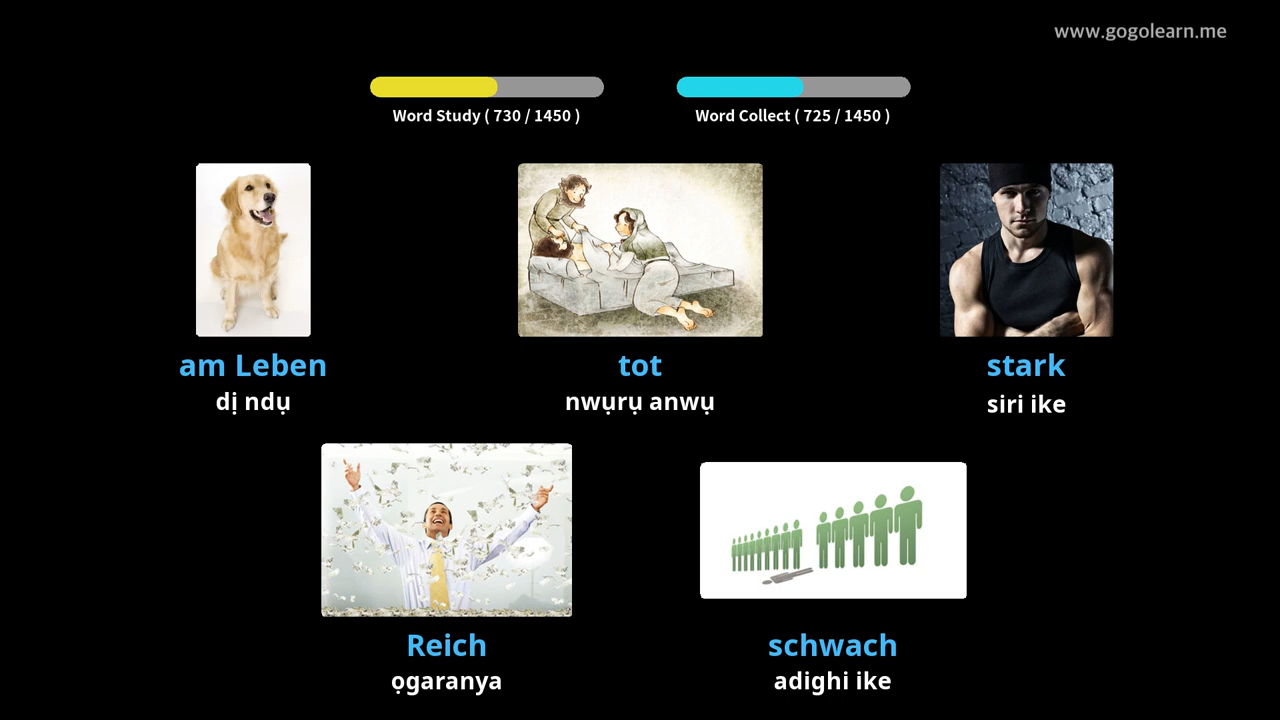 www.gogolearn.me
Word Study ( 730 / 1450 )
Word Collect ( 725 / 1450 )
am Leben
dị ndụ
tot
nwụrụ anwụ
stark
siri ike
Reich
ọgaranya
schwach
adighi ike